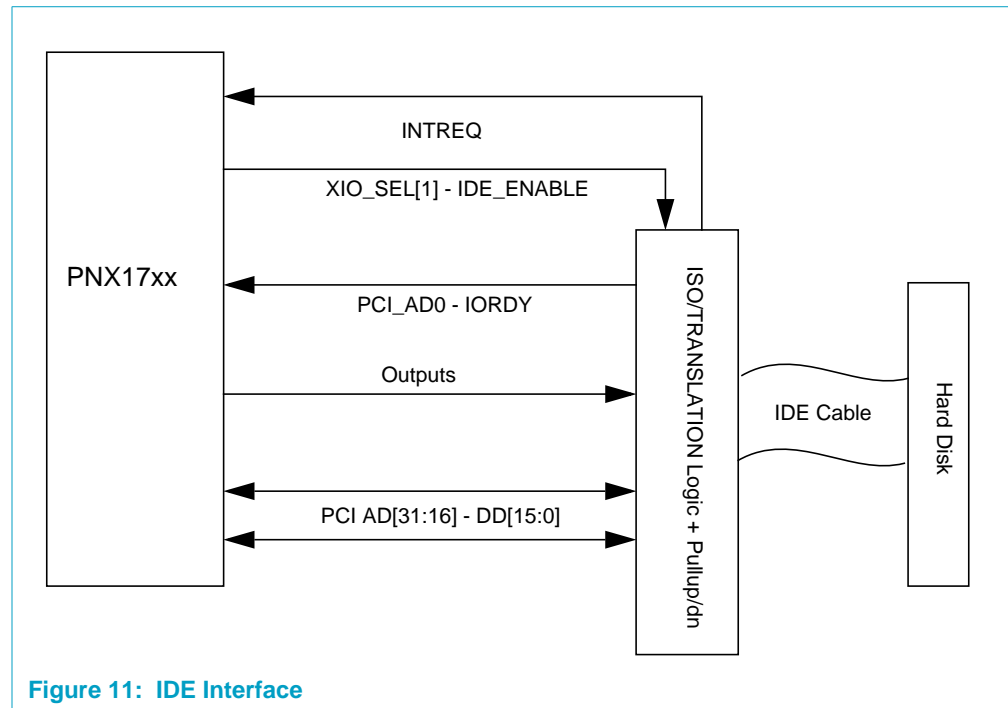 INTREQ
XIO_SEL[1] - IDE_ENABLE
PNX17xx
PCI_AD0 - IORDY
Outputs
PCI AD[31:16] - DD[15:0]
ISO/TRANSLATION Logic + Pullup/dn
IDE Cable
Hard Disk
Figure 11: IDE Interface